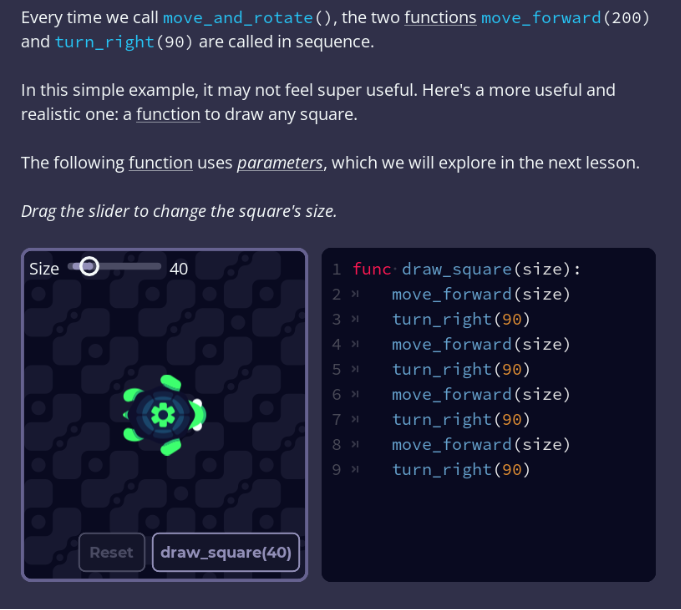 Every time we call move_and_rotate(), the two functions move_forward(200)
and turn_right(90) are called in sequence.
In this simple example, it may not feel super useful. Here's a more useful and
realistic one: a function to draw any square.
The following function uses parameters, which we will explore in the next lesson.
Drag the slider to change the square's size.
Size 40
Reset draw_square(40)
1 func draw_square(size):
2 move_forward(size)
3 turn_right(90)
4 move_forward(size)
5 turn_right(90)
6 move_forward(size)
7 turn_right(90)
8 move_forward(size)
9 turn_right(90)